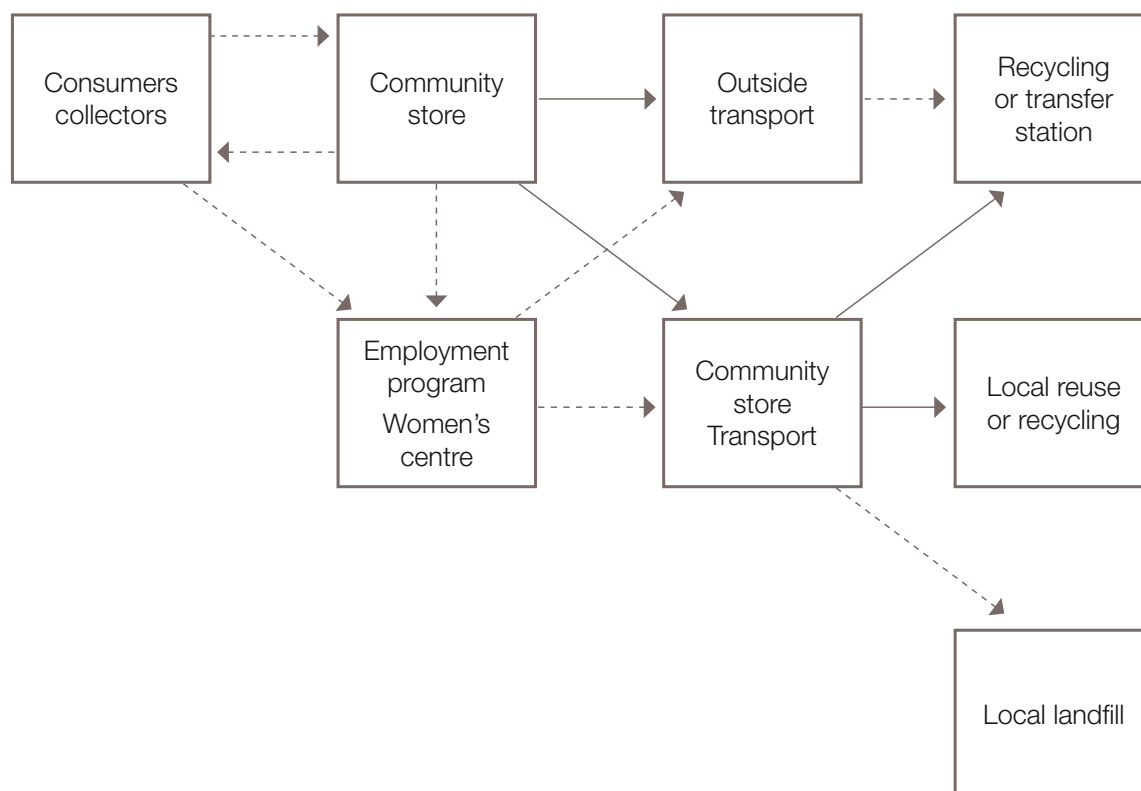 Consumers
collectors
Community
store
Outside
transport
Recycling
or transfer
station
Employment
program
Women’s
centre
Community
store
Transport
Local reuse
or recycling
Local landfill